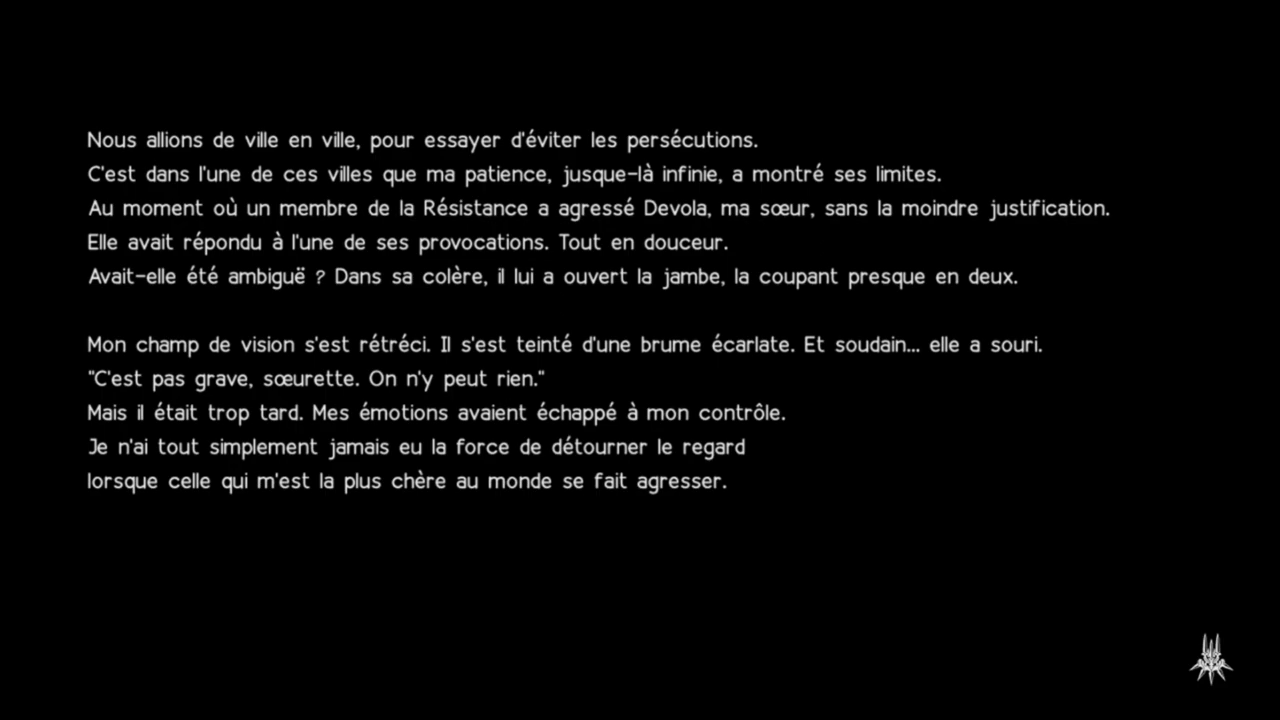 Nous allions de ville en ville, pour essayer d'éviter les persécutions.
C'est dans l'une de ces villes que ma patience, jusque-là infinie, a montré ses limites.
Au moment où un membre de la Résistance a agressé Devola, ma sœur, sans la moindre justification.
Elle avait répondu à l'une de ses provocations. Tout en douceur.
Avait-elle été ambiguë ? Dans sa colère, il lui a ouvert la jambe, la coupant presque en deux.
Mon champ de vision s'est rétréci. Il s'est teinté d'une brume écarlate. Et soudain... elle a souri.
"C'est pas grave, sœurette. On n'y peut rien."
Mais il était trop tard. Mes émotions avaient échappé à mon contrôle.
Je n'ai tout simplement jamais eu la force de détourner le regard
lorsque celle qui m'est la plus chère au monde se fait agresser.